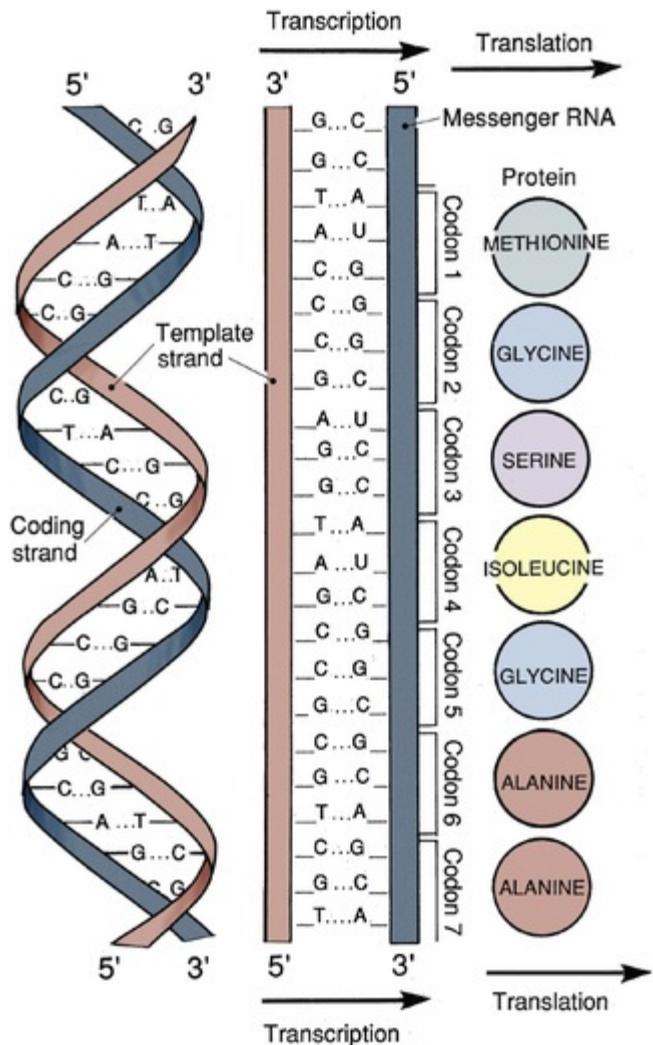 Transcription
Translation
5' 3'
C .G
T...A
A...T
C...G
C..G
Template
strand
C..G
T...A
C...G
C..G
Coding
strand
A..T
G...C
C...G
C..G
G C
C...G
A...T
G...C
C G
5' 3'
3' 5'
Messenger RNA
G...C
G...C
T...A
A...U
C...G
C...G
C...G
G...C
A...U
G...C
G...C
T...A
A...U
G...C
C...G
C...G
G...C
C...G
G...C
T...A
C...G
G...C
T....A
5' 3'
Codon 1
Codon 2
Codon 3
Codon 4
Codon 5
Codon 6
Codon 7
Protein
METHIONINE
GLYCINE
SERINE
ISOLEUCINE
GLYCINE
ALANINE
ALANINE
Translation
Transcription